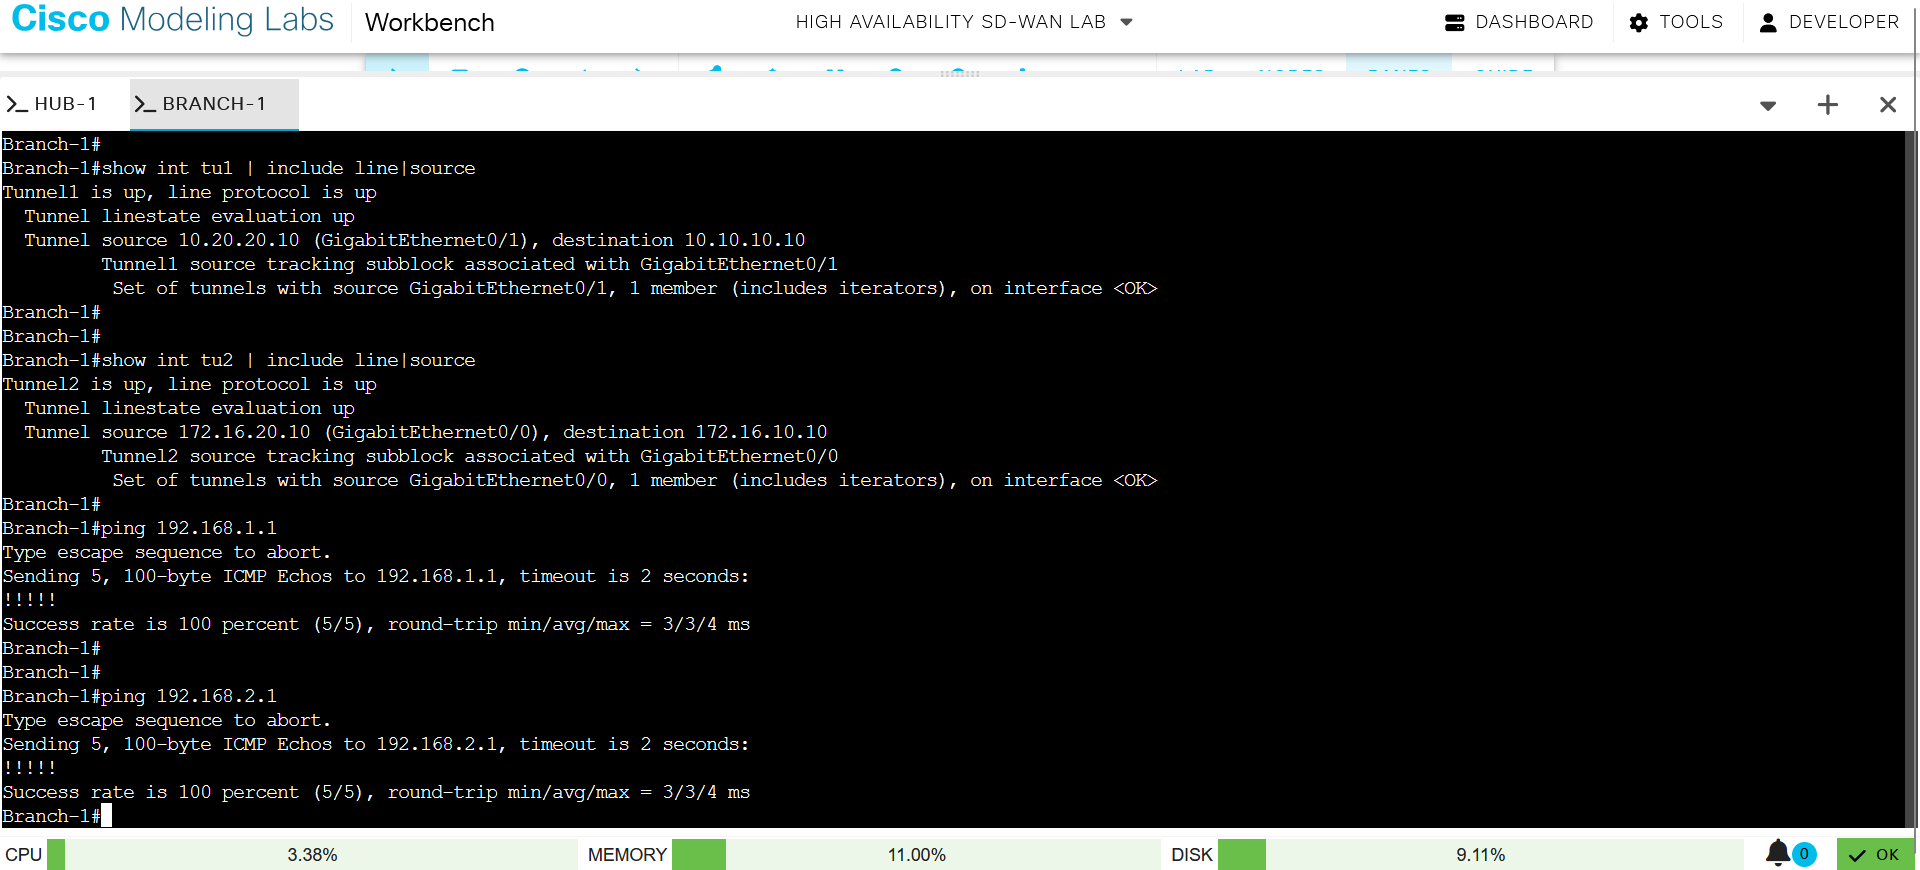 Cisco Modeling Labs Workbench HIGH AVAILABILITY SD-WAN LAB DASHBOARD TOOLS DEVELOPER
HUB-1 BRANCH-1
Branch-1#
Branch-1#show int tu1 | include line|source
Tunnel1 is up, line protocol is up
  Tunnel linestate evaluation up
  Tunnel source 10.20.20.10 (GigabitEthernet0/1), destination 10.10.10.10
         Tunnel1 source tracking subblock associated with GigabitEthernet0/1
          Set of tunnels with source GigabitEthernet0/1, 1 member (includes iterators), on interface <OK>
Branch-1#
Branch-1#
Branch-1#show int tu2 | include line|source
Tunnel2 is up, line protocol is up
  Tunnel linestate evaluation up
  Tunnel source 172.16.20.10 (GigabitEthernet0/0), destination 172.16.10.10
         Tunnel2 source tracking subblock associated with GigabitEthernet0/0
          Set of tunnels with source GigabitEthernet0/0, 1 member (includes iterators), on interface <OK>
Branch-1#
Branch-1#ping 192.168.1.1
Type escape sequence to abort.
Sending 5, 100-byte ICMP Echos to 192.168.1.1, timeout is 2 seconds:
!!!!!
Success rate is 100 percent (5/5), round-trip min/avg/max = 3/3/4 ms
Branch-1#
Branch-1#
Branch-1#ping 192.168.2.1
Type escape sequence to abort.
Sending 5, 100-byte ICMP Echos to 192.168.2.1, timeout is 2 seconds:
!!!!!
Success rate is 100 percent (5/5), round-trip min/avg/max = 3/3/4 ms
Branch-1#
CPU 3.38% MEMORY 11.00% DISK 9.11% 0 OK